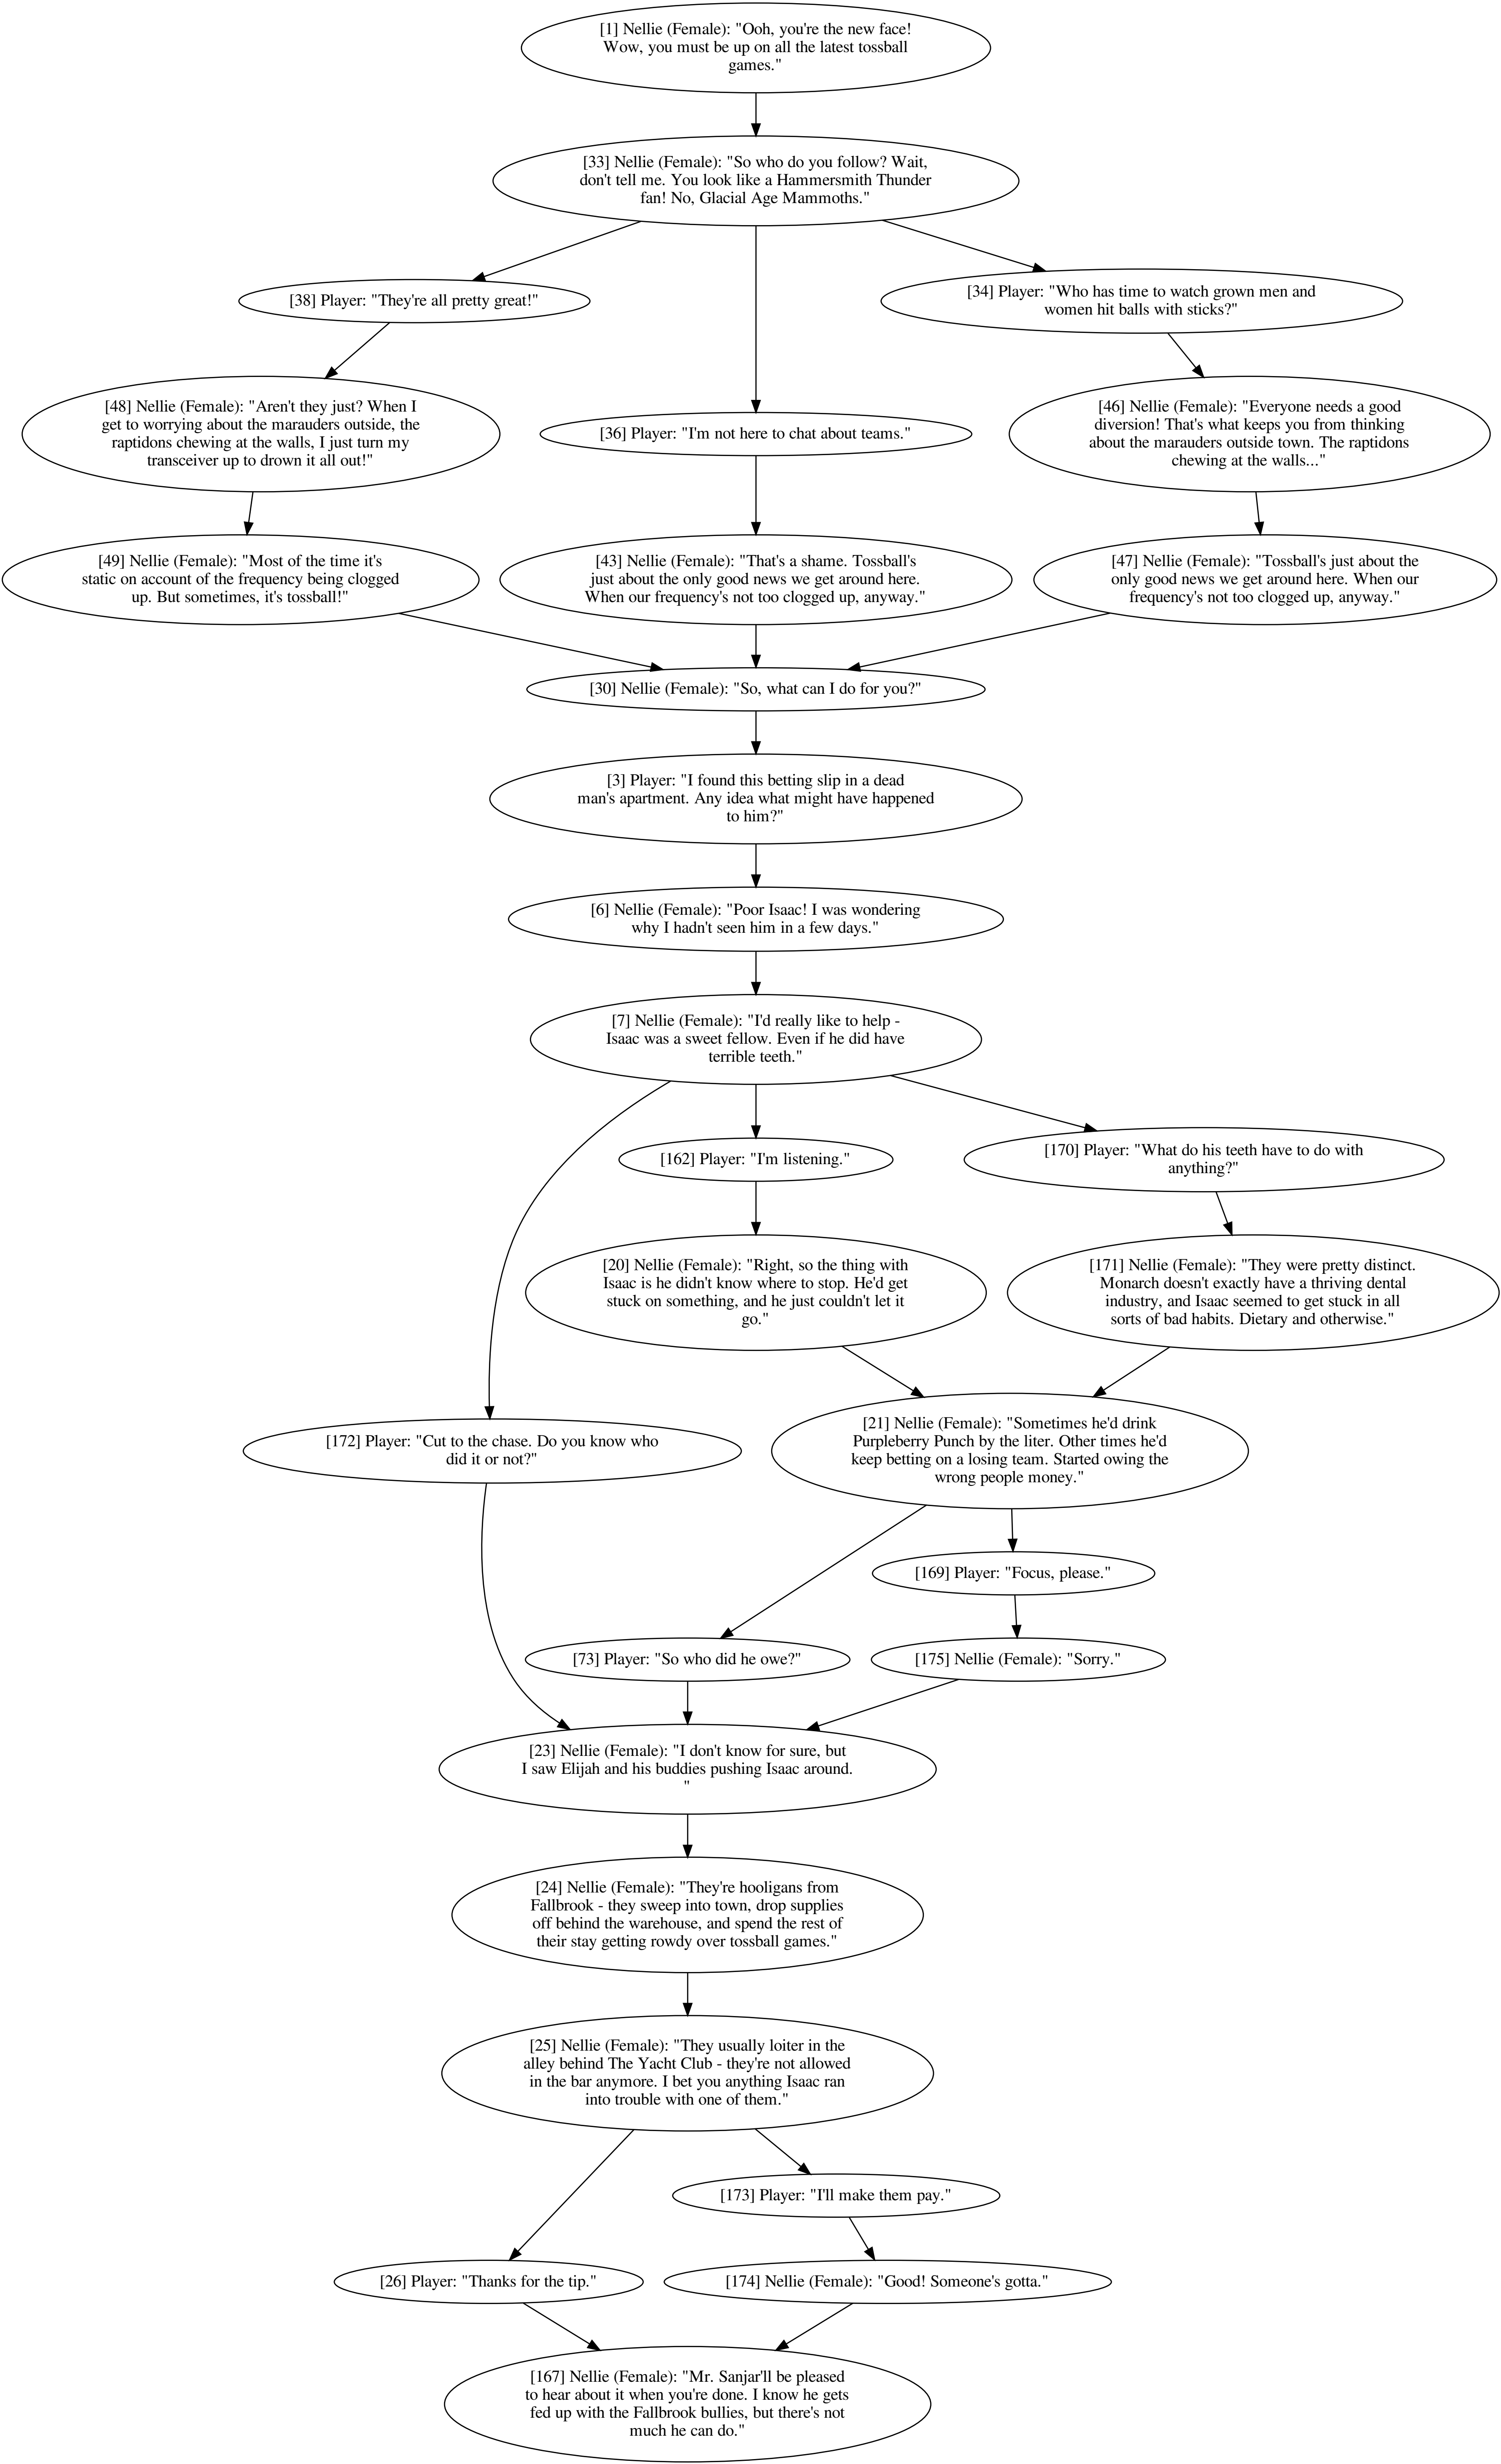 [1] Nellie (Female): "Ooh, you're the new face!
Wow, you must be up on all the latest tossball
games."
[33] Nellie (Female): "So who do you follow? Wait,
don't tell me. You look like a Hammersmith Thunder
fan! No, Glacial Age Mammoths."
[38] Player: "They're all pretty great!"
[34] Player: "Who has time to watch grown men and
women hit balls with sticks?"
[48] Nellie (Female): "Aren't they just? When I
get to worrying about the marauders outside, the
raptidons chewing at the walls, I just turn my
transceiver up to drown it all out!"
[36] Player: "I'm not here to chat about teams."
[46] Nellie (Female): "Everyone needs a good
diversion! That's what keeps you from thinking
about the marauders outside town. The raptidons
chewing at the walls..."
[49] Nellie (Female): "Most of the time it's
static on account of the frequency being clogged
up. But sometimes, it's tossball!"
[43] Nellie (Female): "That's a shame. Tossball's
just about the only good news we get around here.
When our frequency's not too clogged up, anyway."
[47] Nellie (Female): "Tossball's just about the
only good news we get around here. When our
frequency's not too clogged up, anyway."
[30] Nellie (Female): "So, what can I do for you?"
[3] Player: "I found this betting slip in a dead
man's apartment. Any idea what might have happened
to him?"
[6] Nellie (Female): "Poor Isaac! I was wondering
why I hadn't seen him in a few days."
[7] Nellie (Female): "I'd really like to help -
Isaac was a sweet fellow. Even if he did have
terrible teeth."
[162] Player: "I'm listening."
[170] Player: "What do his teeth have to do with
anything?"
[20] Nellie (Female): "Right, so the thing with
Isaac is he didn't know where to stop. He'd get
stuck on something, and he just couldn't let it
go."
[171] Nellie (Female): "They were pretty distinct.
Monarch doesn't exactly have a thriving dental
industry, and Isaac seemed to get stuck in all
sorts of bad habits. Dietary and otherwise."
[172] Player: "Cut to the chase. Do you know who
did it or not?"
[21] Nellie (Female): "Sometimes he'd drink
Purpleberry Punch by the liter. Other times he'd
keep betting on a losing team. Started owing the
wrong people money."
[169] Player: "Focus, please."
[73] Player: "So who did he owe?"
[175] Nellie (Female): "Sorry."
[23] Nellie (Female): "I don't know for sure, but
I saw Elijah and his buddies pushing Isaac around.
"
[24] Nellie (Female): "They're hooligans from
Fallbrook - they sweep into town, drop supplies
off behind the warehouse, and spend the rest of
their stay getting rowdy over tossball games."
[25] Nellie (Female): "They usually loiter in the
alley behind The Yacht Club - they're not allowed
in the bar anymore. I bet you anything Isaac ran
into trouble with one of them."
[173] Player: "I'll make them pay."
[26] Player: "Thanks for the tip."
[174] Nellie (Female): "Good! Someone's gotta."
[167] Nellie (Female): "Mr. Sanjar'll be pleased
to hear about it when you're done. I know he gets
fed up with the Fallbrook bullies, but there's not
much he can do."